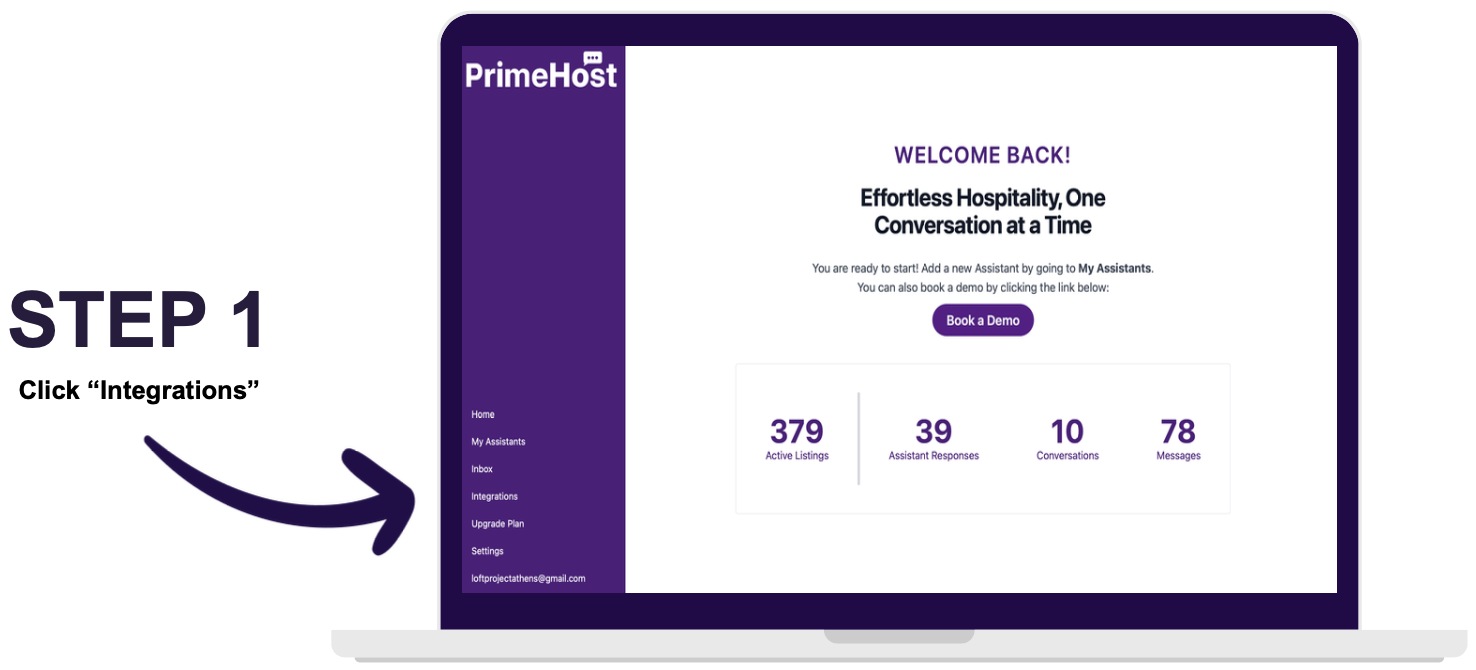 STEP 1
Click “Integrations”
PrimeHost
Home
My Assistants
Inbox
Integrations
Upgrade Plan
Settings
loftprojectathens@gmail.com
WELCOME BACK!
Effortless Hospitality, One
Conversation at a Time
You are ready to start! Add a new Assistant by going to My Assistants.
You can also book a demo by clicking the link below:
Book a Demo
379
Active Listings
39
Assistant Responses
10
Conversations
78
Messages